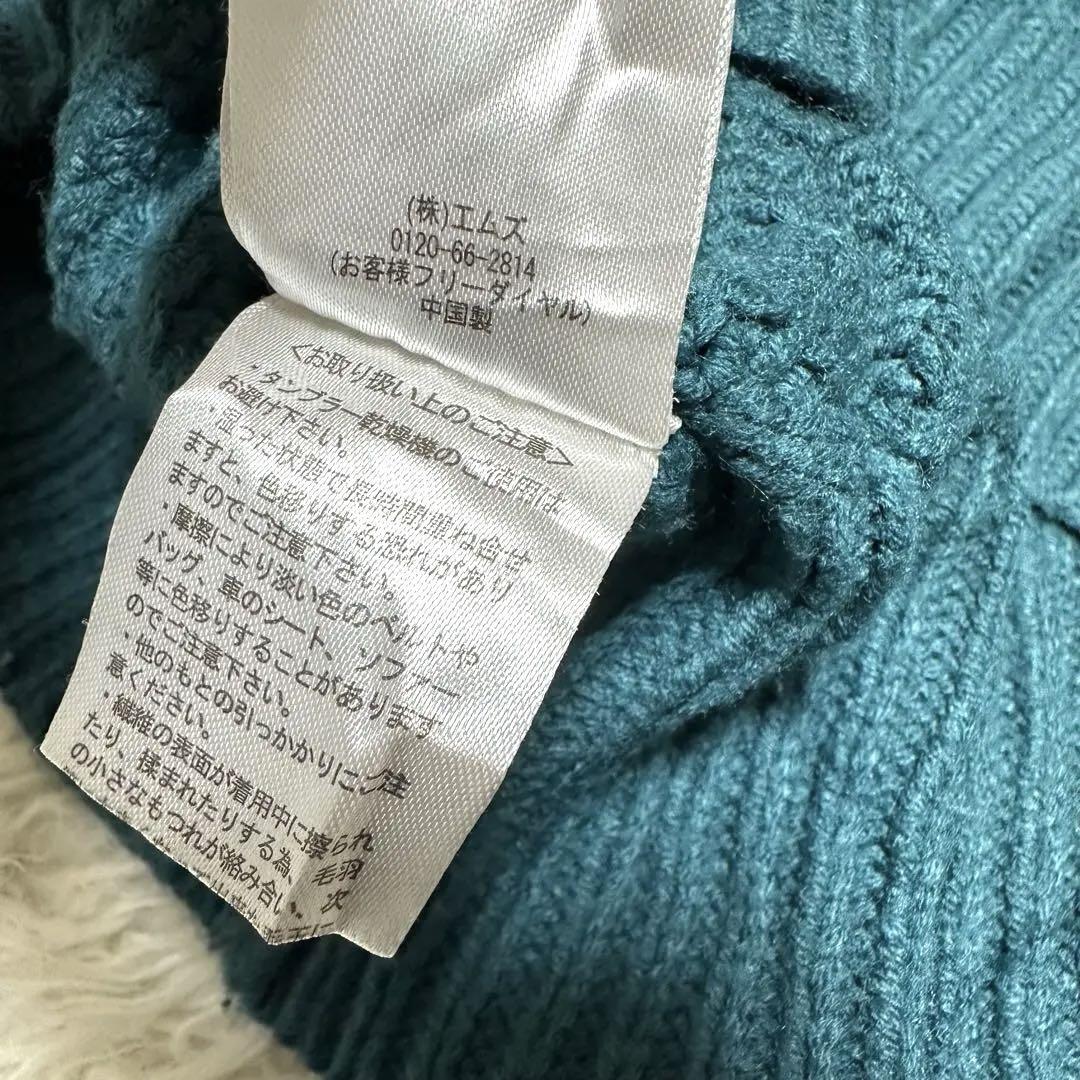 (株)エムズ
0120-66-2814
(お客様フリーダイヤル)
中国製
<お取り扱い上のご注意>
・タンブラー乾燥機のご使用は
お避け下さい。
・湿った状態で長時間重ね合せ
ますと、色移りする恐れがあり
ますのでご注意下さい。
・摩擦により淡い色のベルトや
バッグ、車のシート、ソファー
等に色移りすることがあります
のでご注意下さい。
・他のもとの引っかかりにご注
意ください。
・繊維の表面が着用中に擦られ
たり、揉まれたりする為、毛羽
の小さなもつれが絡み合い、次